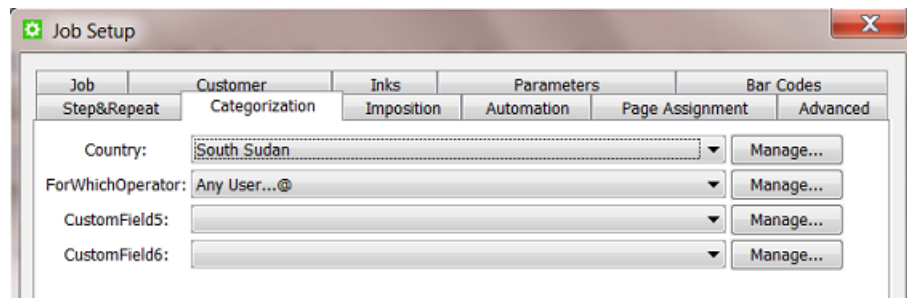 Job Setup
Job Customer Inks Parameters Bar Codes
Step&Repeat Categorization Imposition Automation Page Assignment Advanced
Country: South Sudan Manage...
ForWhichOperator: Any User...@ Manage...
CustomField5: Manage...
CustomField6: Manage...